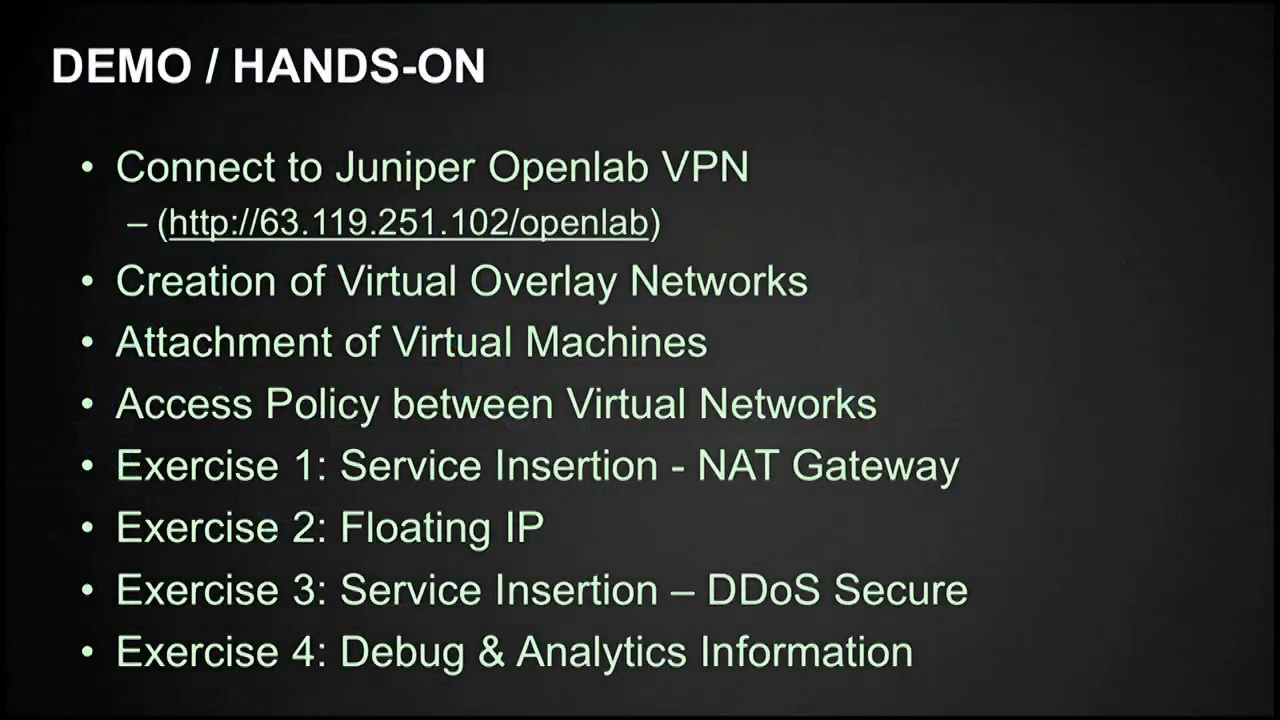 DEMO / HANDS-ON
• Connect to Juniper Openlab VPN
– (http://63.119.251.102/openlab)
• Creation of Virtual Overlay Networks
• Attachment of Virtual Machines
• Access Policy between Virtual Networks
• Exercise 1: Service Insertion - NAT Gateway
• Exercise 2: Floating IP
• Exercise 3: Service Insertion – DDoS Secure
• Exercise 4: Debug & Analytics Information